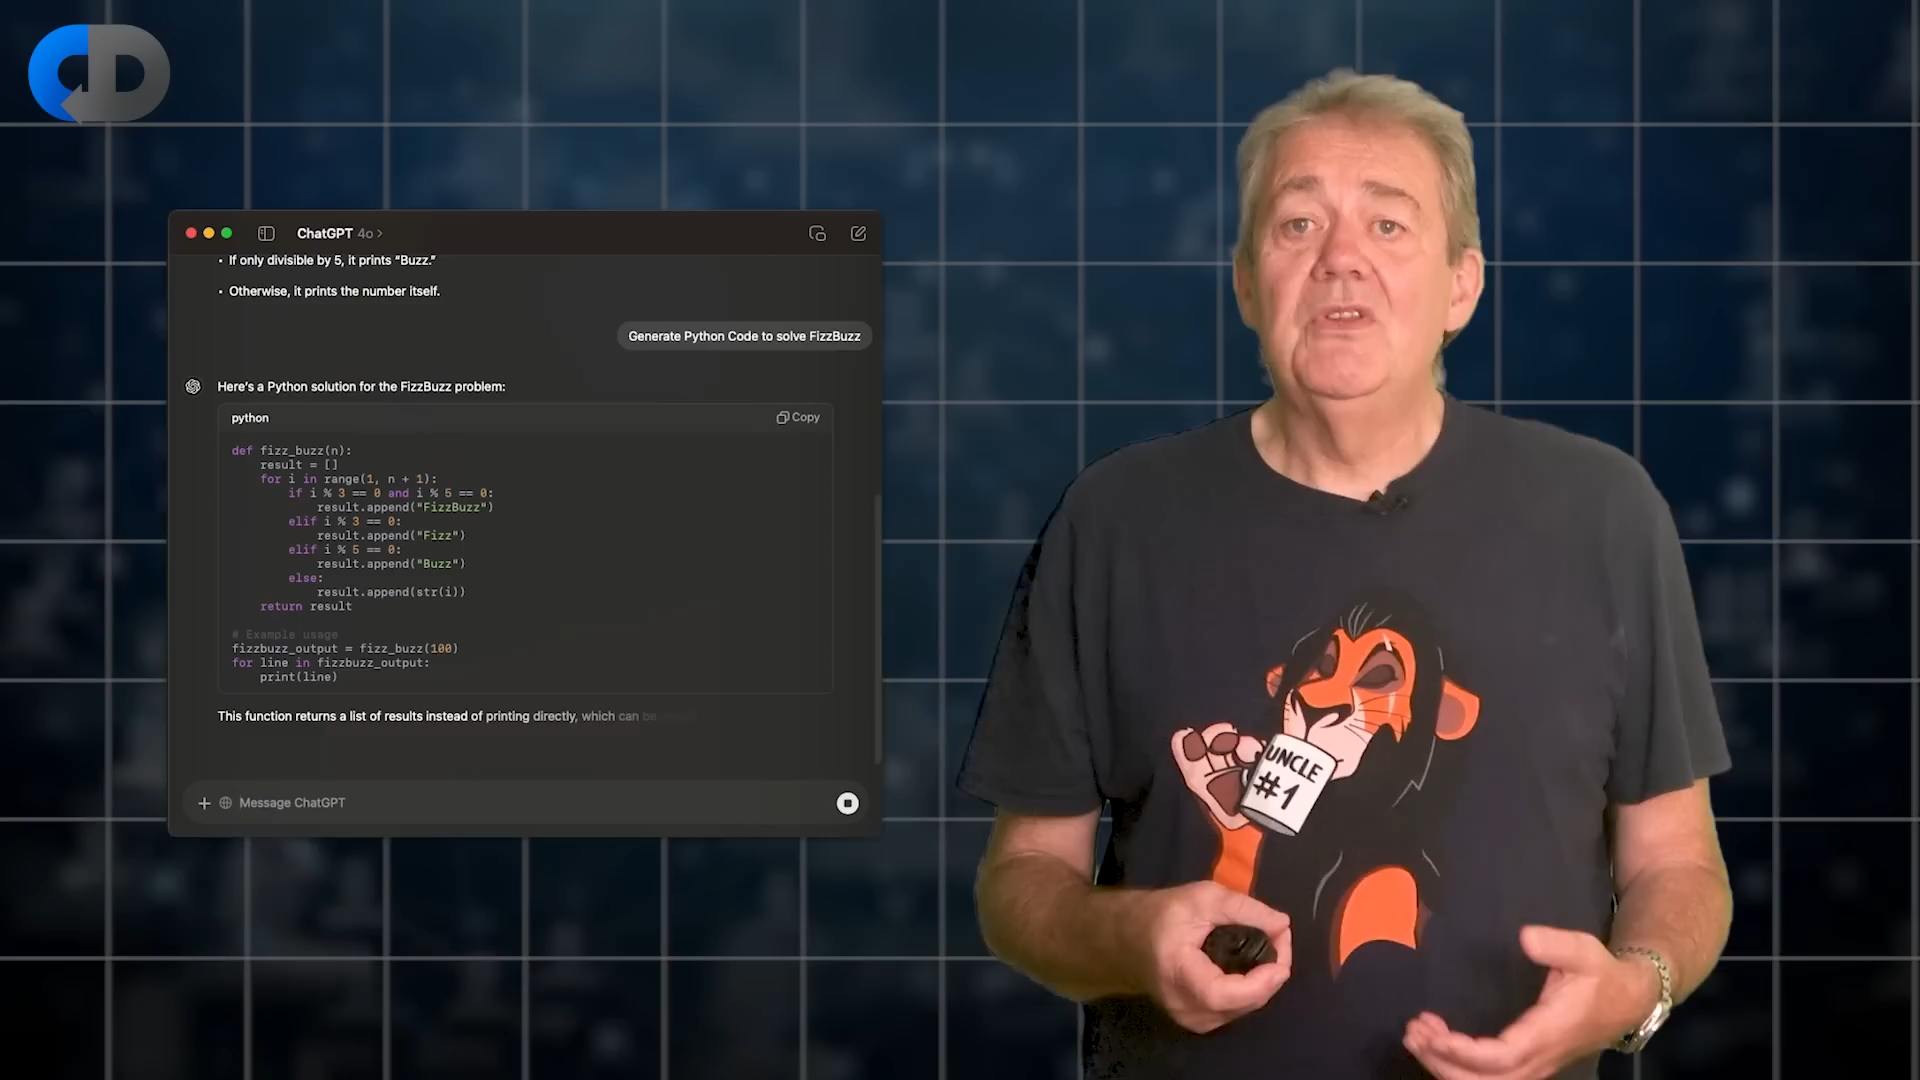 CD
ChatGPT 4o >
• If only divisible by 5, it prints “Buzz.”
• Otherwise, it prints the number itself.
Generate Python Code to solve FizzBuzz
Here’s a Python solution for the FizzBuzz problem:
python
Copy
def fizz_buzz(n):
    result = []
    for i in range(1, n + 1):
        if i % 3 == 0 and i % 5 == 0:
            result.append("FizzBuzz")
        elif i % 3 == 0:
            result.append("Fizz")
        elif i % 5 == 0:
            result.append("Buzz")
        else:
            result.append(str(i))
    return result
# Example usage
fizzbuzz_output = fizz_buzz(100)
for line in fizzbuzz_output:
    print(line)
This function returns a list of results instead of printing directly, which can be
Message ChatGPT
UNCLE
#1